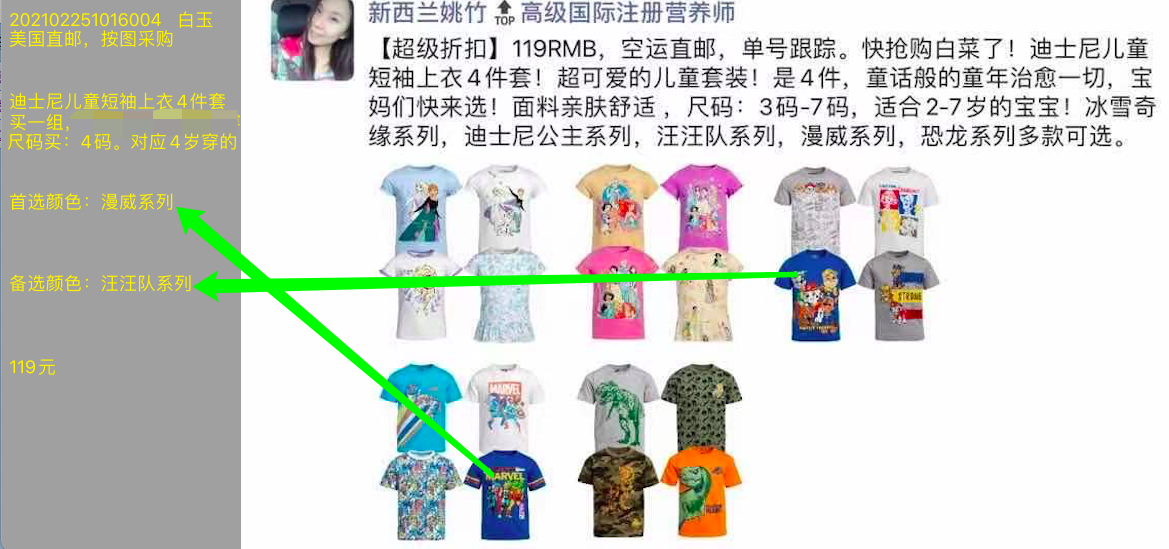 202102251016004 白玉
美国直邮，按图采购
迪士尼儿童短袖上衣4件套
买一组，
尺码买：4码。对应4岁穿的
首选颜色：漫威系列
备选颜色：汪汪队系列
119元
新西兰姚竹 TOP 高级国际注册营养师
【超级折扣】119RMB，空运直邮，单号跟踪。快抢购白菜了！迪士尼儿童
短袖上衣4件套！超可爱的儿童套装！是4件，童话般的童年治愈一切，宝
妈们快来选！面料亲肤舒适 ，尺码：3码-7码，适合2-7岁的宝宝！冰雪奇
缘系列，迪士尼公主系列，汪汪队系列，漫威系列，恐龙系列多款可选。
STRONG
MARVEL
MARVEL